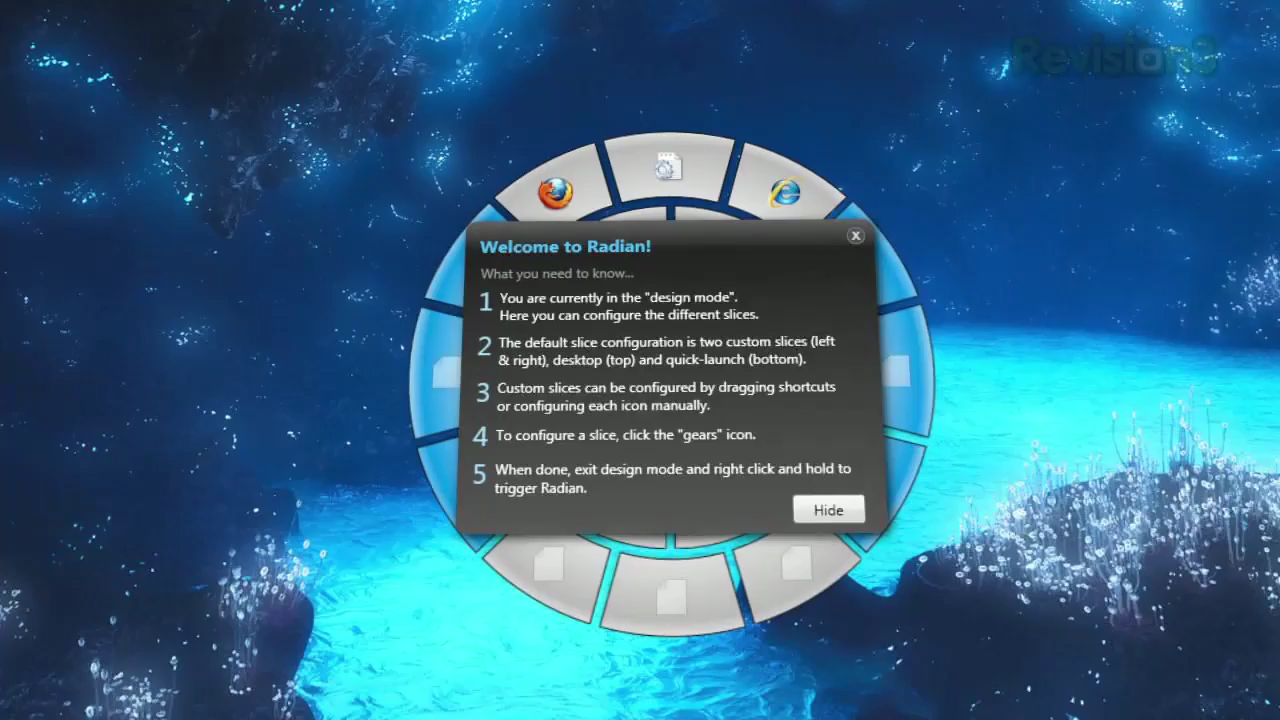 Revision3
Welcome to Radian!
What you need to know...
1 You are currently in the "design mode".
Here you can configure the different slices.
2 The default slice configuration is two custom slices (left
& right), desktop (top) and quick-launch (bottom).
3 Custom slices can be configured by dragging shortcuts
or configuring each icon manually.
4 To configure a slice, click the "gears" icon.
5 When done, exit design mode and right click and hold to
trigger Radian.
Hide